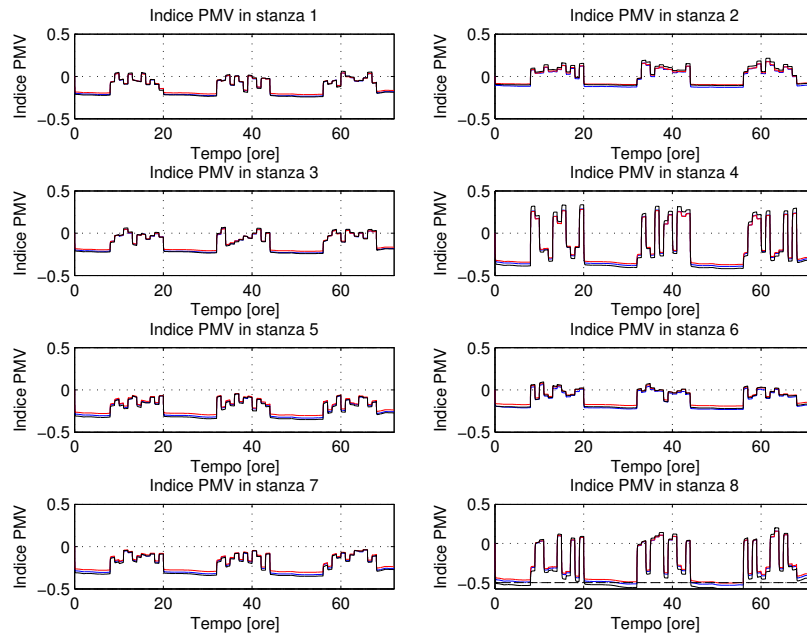 Indice PMV in stanza 1
Indice PMV
0.5
0
−0.5
0 20 40 60
Tempo [ore]
Indice PMV in stanza 2
Indice PMV
0.5
0
−0.5
0 20 40 60
Tempo [ore]
Indice PMV in stanza 3
Indice PMV
0.5
0
−0.5
0 20 40 60
Tempo [ore]
Indice PMV in stanza 4
Indice PMV
0.5
0
−0.5
0 20 40 60
Tempo [ore]
Indice PMV in stanza 5
Indice PMV
0.5
0
−0.5
0 20 40 60
Tempo [ore]
Indice PMV in stanza 6
Indice PMV
0.5
0
−0.5
0 20 40 60
Tempo [ore]
Indice PMV in stanza 7
Indice PMV
0.5
0
−0.5
0 20 40 60
Tempo [ore]
Indice PMV in stanza 8
Indice PMV
0.5
0
−0.5
0 20 40 60
Tempo [ore]